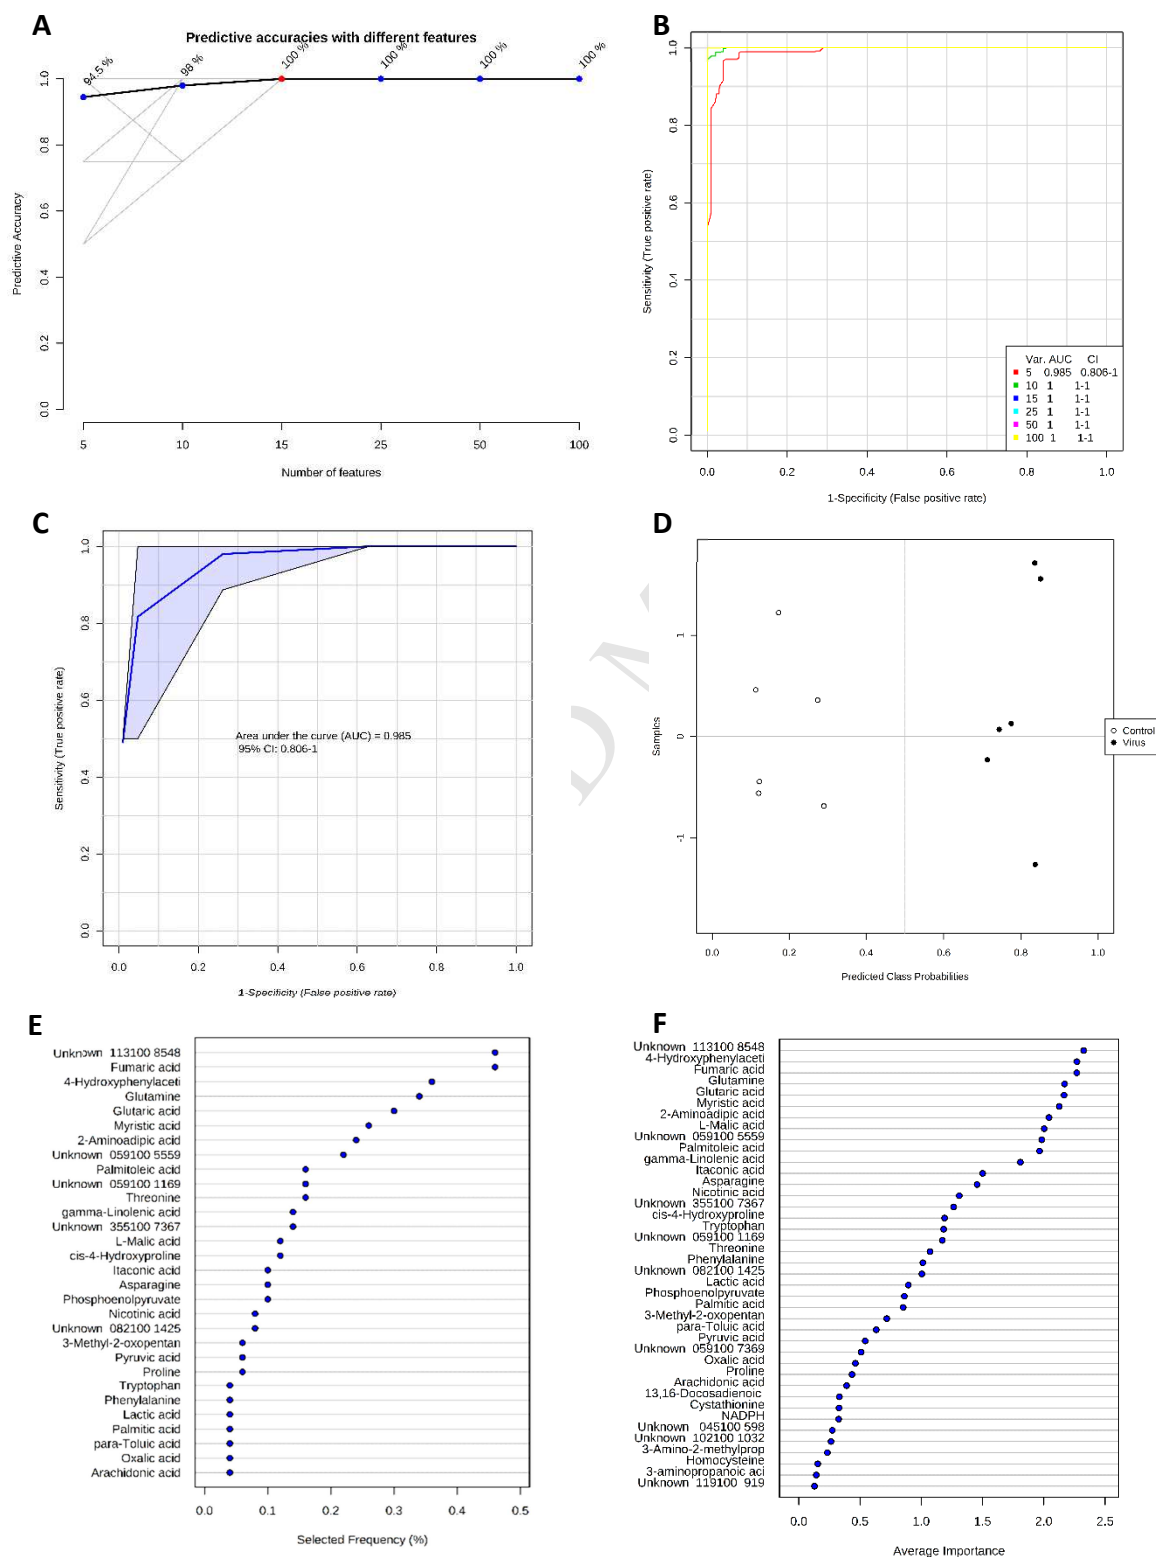 A
Predictive accuracies with different features
94.5 %
98 %
100 %
100 %
100 %
100 %
Predictive Accuracy
0.0
0.2
0.4
0.6
0.8
1.0
5
10
15
25
50
100
Number of features
B
Sensitivity (True positive rate)
0.0
0.2
0.4
0.6
0.8
1.0
Var. AUC CI
5 0.985 0.806-1
10 1 1-1
15 1 1-1
25 1 1-1
50 1 1-1
100 1 1-1
0.0
0.2
0.4
0.6
0.8
1.0
1-Specificity (False positive rate)
C
Sensitivity (True positive rate)
0.0
0.2
0.4
0.6
0.8
1.0
Area under the curve (AUC) = 0.985
95% CI: 0.806-1
0.0
0.2
0.4
0.6
0.8
1.0
1-Specificity (False positive rate)
D
Samples
1
0
-1
Control
Virus
0.0
0.2
0.4
0.6
0.8
1.0
Predicted Class Probabilities
D
E
Unknown 113100 8548
Fumaric acid
4-Hydroxyphenylaceti
Glutamine
Glutaric acid
Myristic acid
2-Aminoadipic acid
Unknown 059100 5559
Palmitoleic acid
Unknown 059100 1169
Threonine
gamma-Linolenic acid
Unknown 355100 7367
L-Malic acid
cis-4-Hydroxyproline
Itaconic acid
Asparagine
Phosphoenolpyruvate
Nicotinic acid
Unknown 082100 1425
3-Methyl-2-oxopentan
Pyruvic acid
Proline
Tryptophan
Phenylalanine
Lactic acid
Palmitic acid
para-Toluic acid
Oxalic acid
Arachidonic acid
0.0
0.1
0.2
0.3
0.4
0.5
Selected Frequency (%)
F
Unknown 113100 8548
4-Hydroxyphenylaceti
Fumaric acid
Glutamine
Glutaric acid
Myristic acid
2-Aminoadipic acid
L-Malic acid
Unknown 059100 5559
Palmitoleic acid
gamma-Linolenic acid
Itaconic acid
Asparagine
Nicotinic acid
Unknown 355100 7367
cis-4-Hydroxyproline
Tryptophan
Unknown 059100 1169
Threonine
Phenylalanine
Unknown 082100 1425
Lactic acid
Phosphoenolpyruvate
Palmitic acid
3-Methyl-2-oxopentan
para-Toluic acid
Pyruvic acid
Unknown 059100 7369
Oxalic acid
Proline
Arachidonic acid
13,16-Docosadienoic
Cystathionine
NADPH
Unknown 045100 598
Unknown 102100 1032
3-Amino-2-methylprop
Homocysteine
3-aminopropanoic aci
Unknown 119100 919
0.0
0.5
1.0
1.5
2.0
2.5
Average Importance